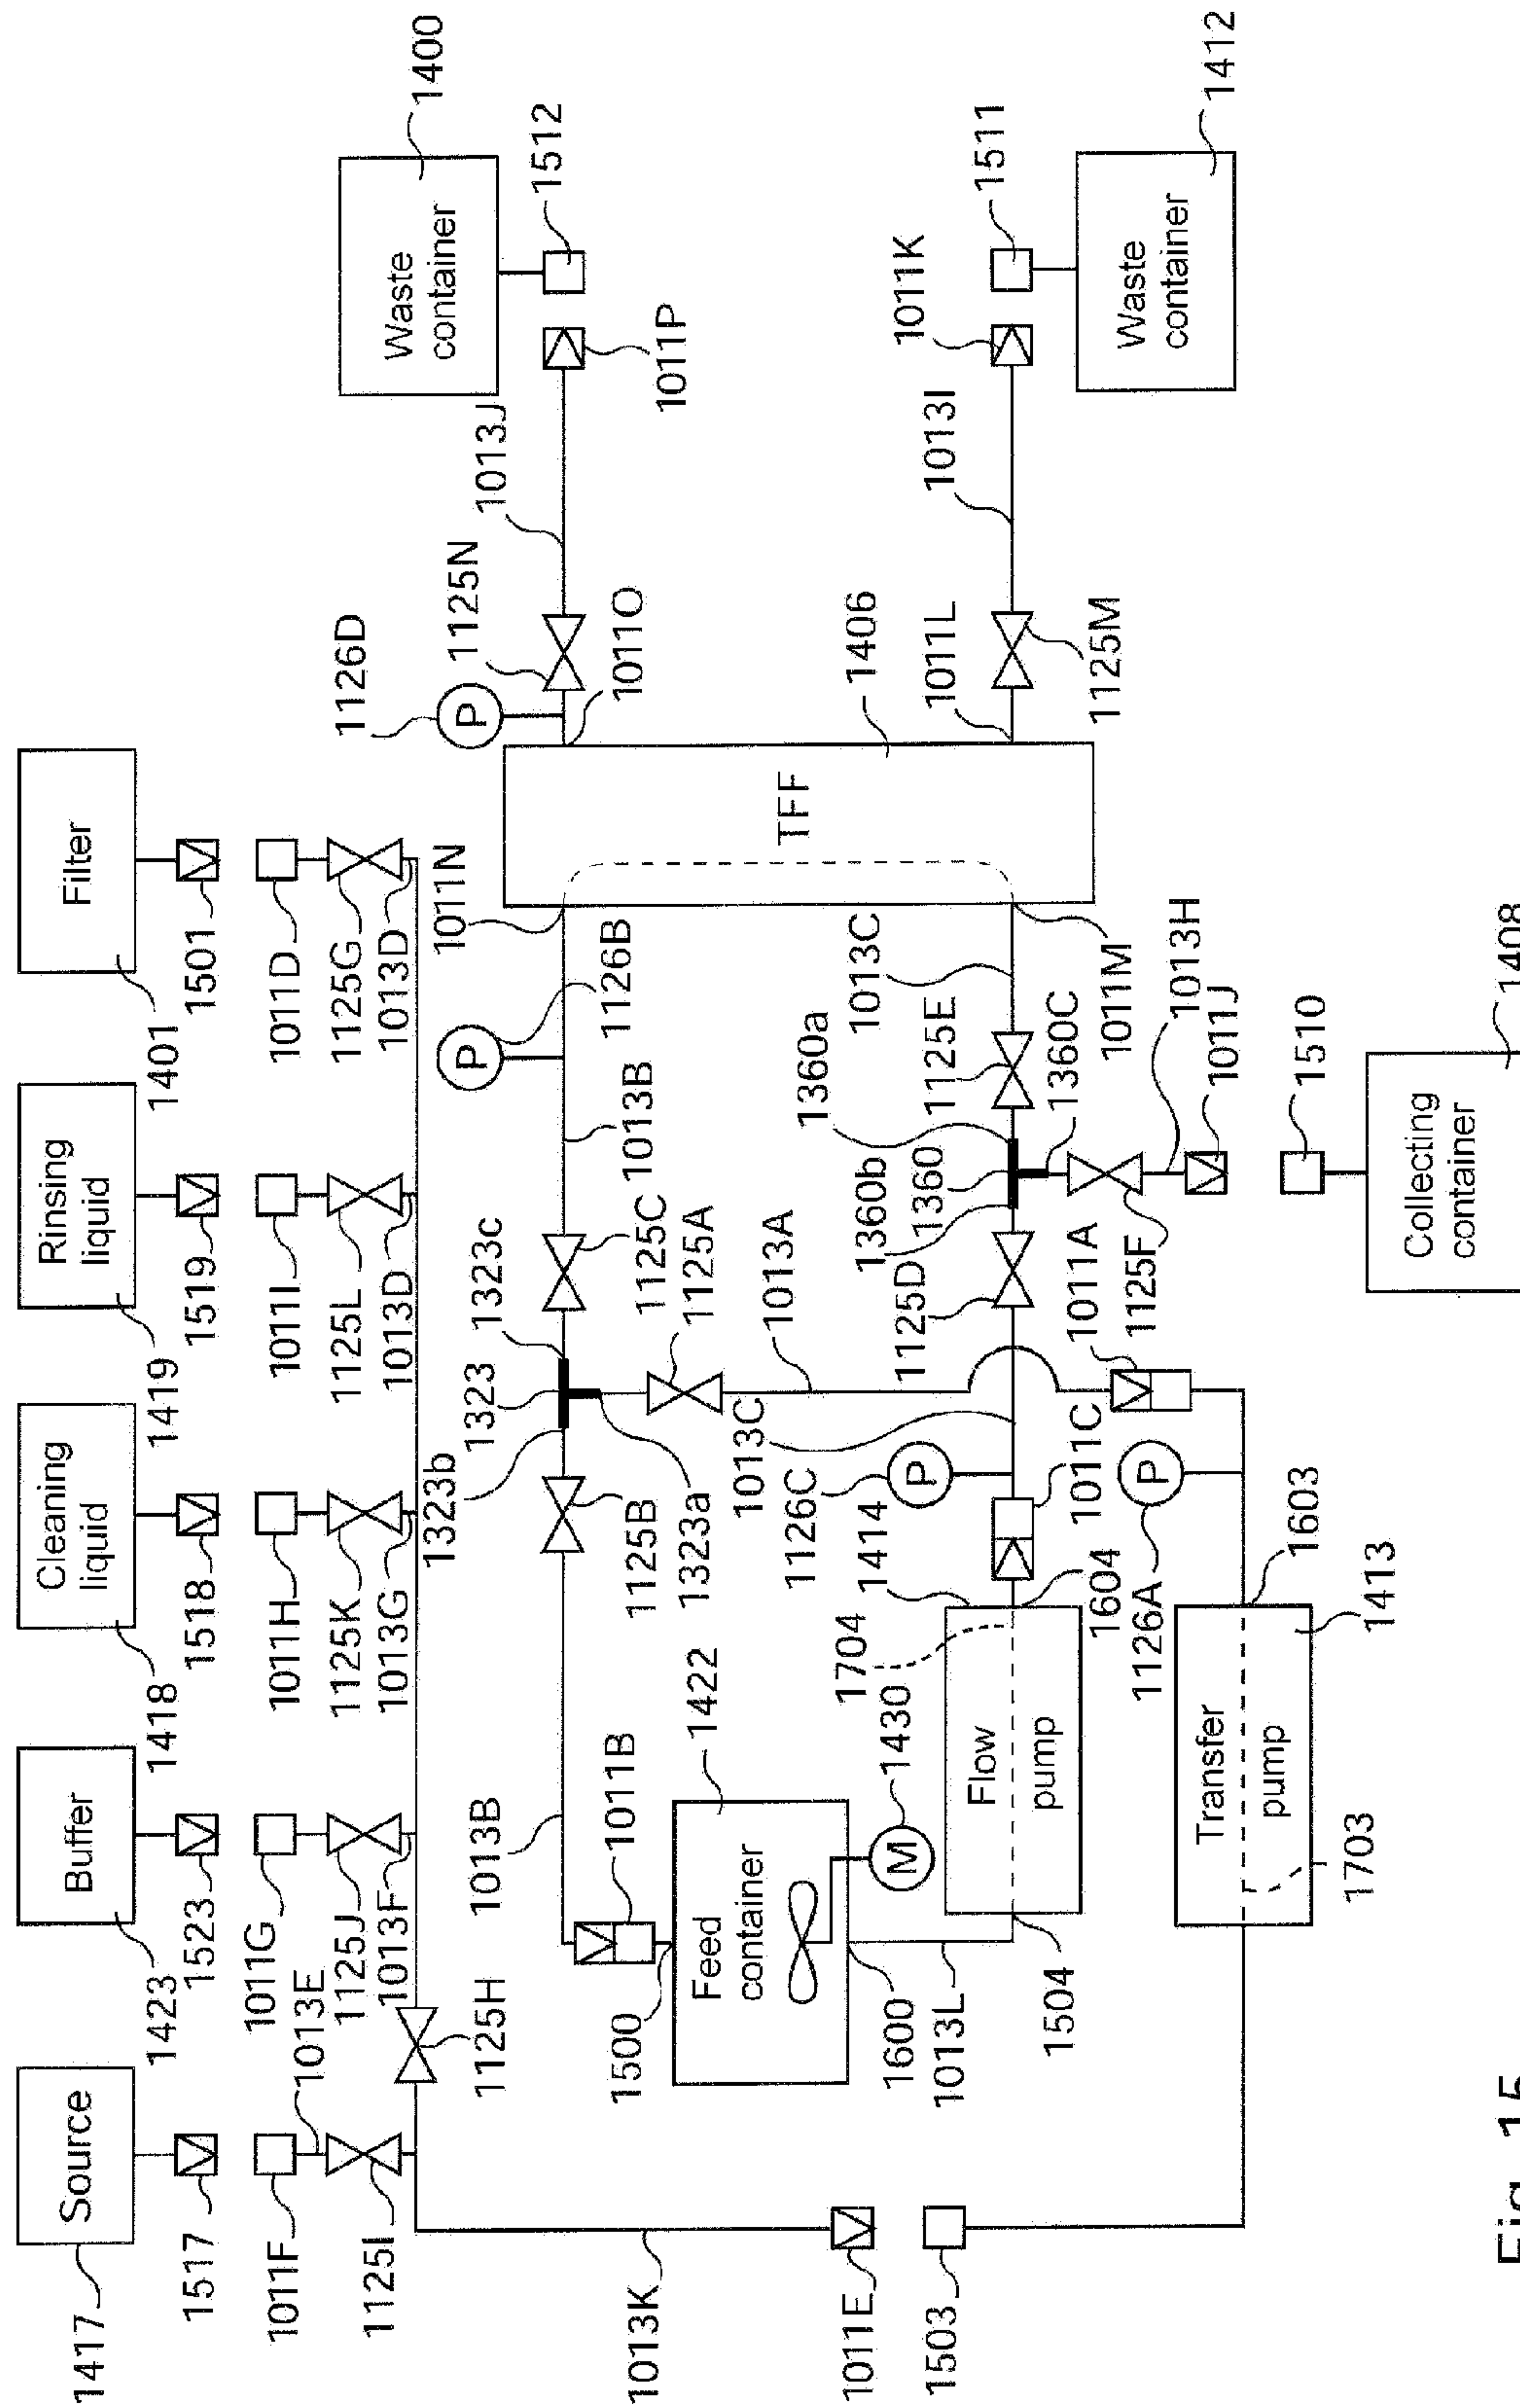 Source
1417
1517
1011F
1013E
1125I
1013K
1011E
1503
Buffer
1423
1523
1011G
1125J
1013F
1125H
Cleaning
liquid
1418
1518
1011H
1125K
1013G
Rinsing
liquid
1419
1519
1011I
1125L
1013D
Filter
1401
1501
1011D
1125G
1013D
1013B
1011B
1500
Feed
container
1422
M
1430
1600
1013L
1504
Flow
pump
1414
1704
1604
Transfer
pump
1413
1703
1603
P
1126A
P
1126C
1011C
1013C
1011A
1013A
1125B
1323b
1323
1323c
1323a
1125C
1125A
1013B
P
1126B
1011N
1125D
1360b
1360
1360a
1360C
1125E
1013C
1011M
1125F
1013H
1011J
1510
Collecting
container
1408
TFF
1406
P
1126D
1125N
1011O
1013J
1011P
1512
Waste
container
1400
1011L
1125M
1013I
1011K
1511
Waste
container
1412
Fig. 15